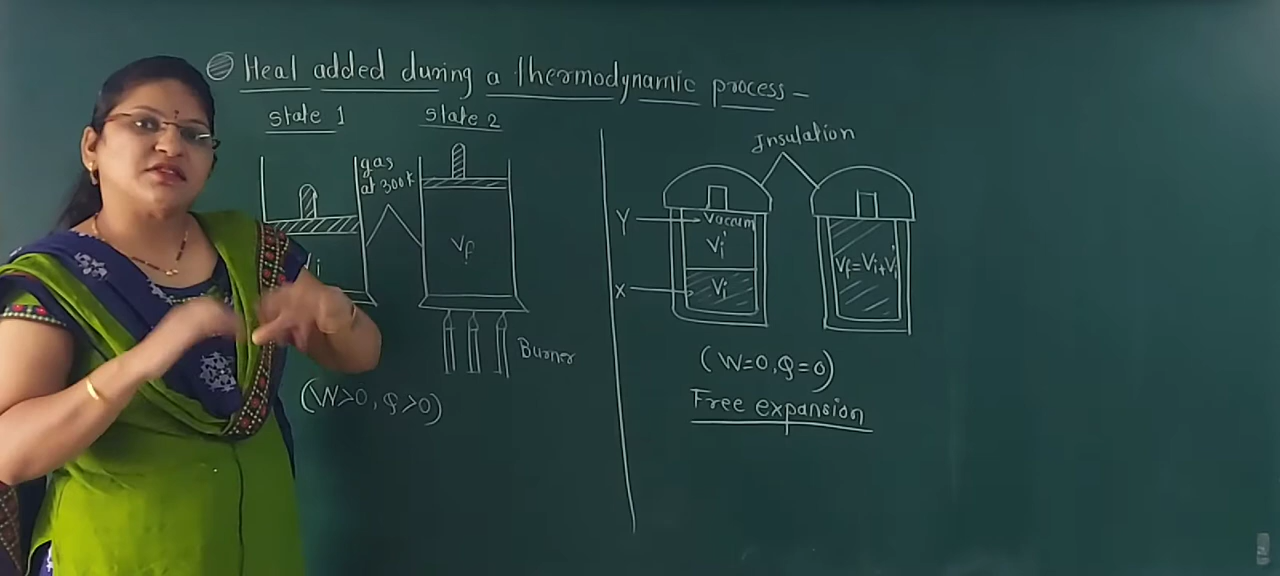 Heat added during a thermodynamic process -
State 1
State 2
gas
at 300k
Vf
Burner
(W>0, Q>0)
Insulation
Y
Vaccum
Vi'
X
Vi
Vf=Vi+Vi'
(W=0, Q=0)
Free expansion